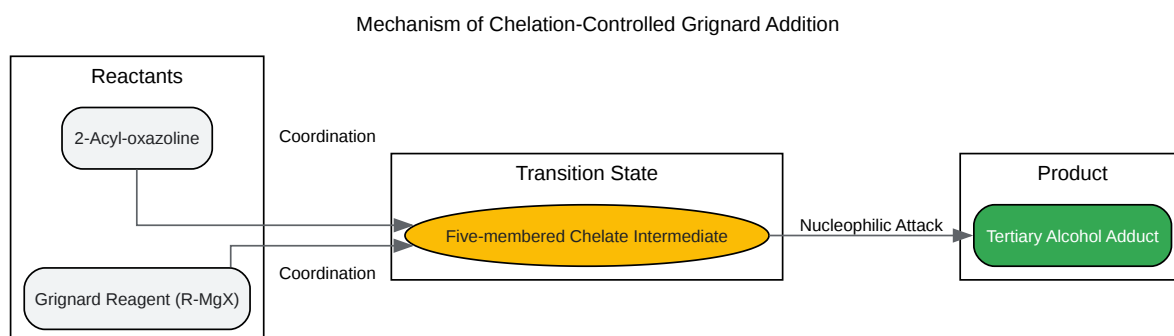 Mechanism of Chelation-Controlled Grignard Addition
Reactants
2-Acyl-oxazoline
Grignard Reagent (R-MgX)
Coordination
Coordination
Transition State
Five-membered Chelate Intermediate
Nucleophilic Attack
Product
Tertiary Alcohol Adduct